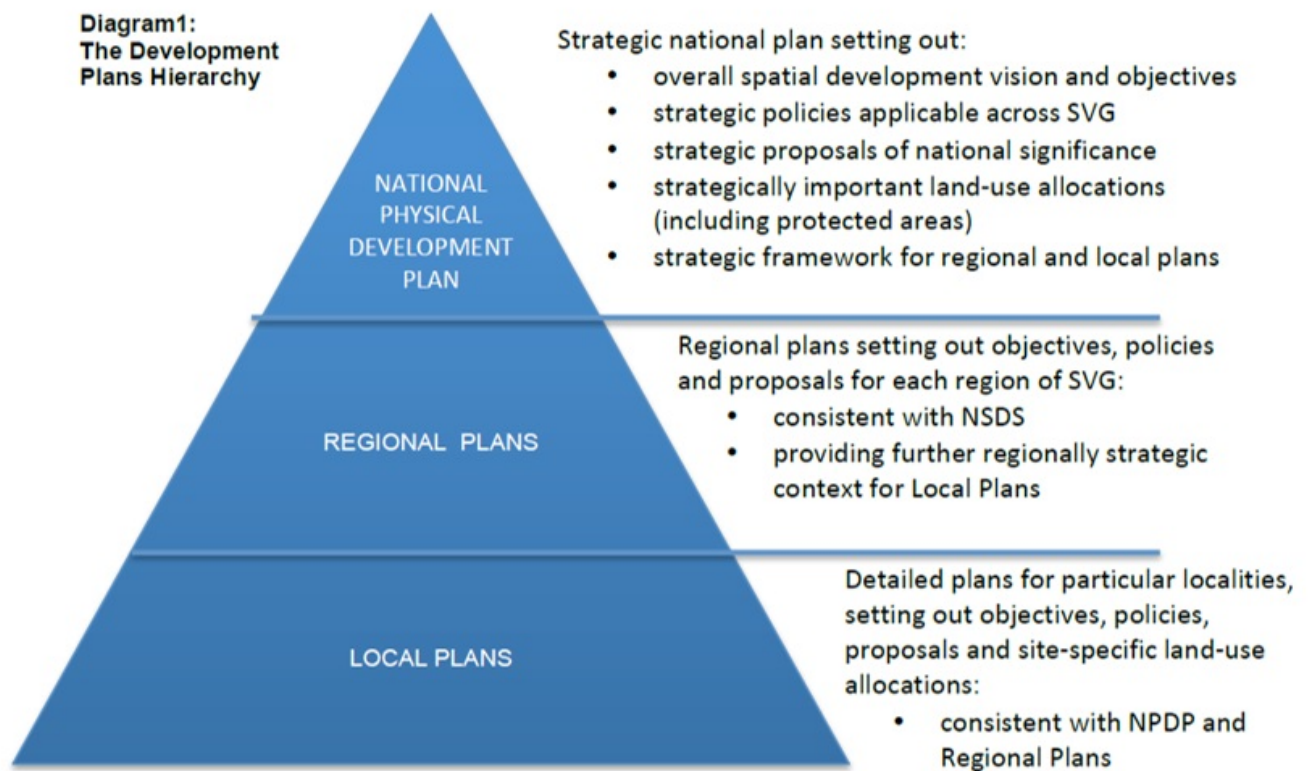 Diagram1:
The Development
Plans Hierarchy
NATIONAL
PHYSICAL
DEVELOPMENT
PLAN
Strategic national plan setting out:
• overall spatial development vision and objectives
• strategic policies applicable across SVG
• strategic proposals of national significance
• strategically important land-use allocations
(including protected areas)
• strategic framework for regional and local plans
REGIONAL PLANS
Regional plans setting out objectives, policies
and proposals for each region of SVG:
• consistent with NSDS
• providing further regionally strategic
context for Local Plans
LOCAL PLANS
Detailed plans for particular localities,
setting out objectives, policies,
proposals and site-specific land-use
allocations:
• consistent with NPDP and
Regional Plans